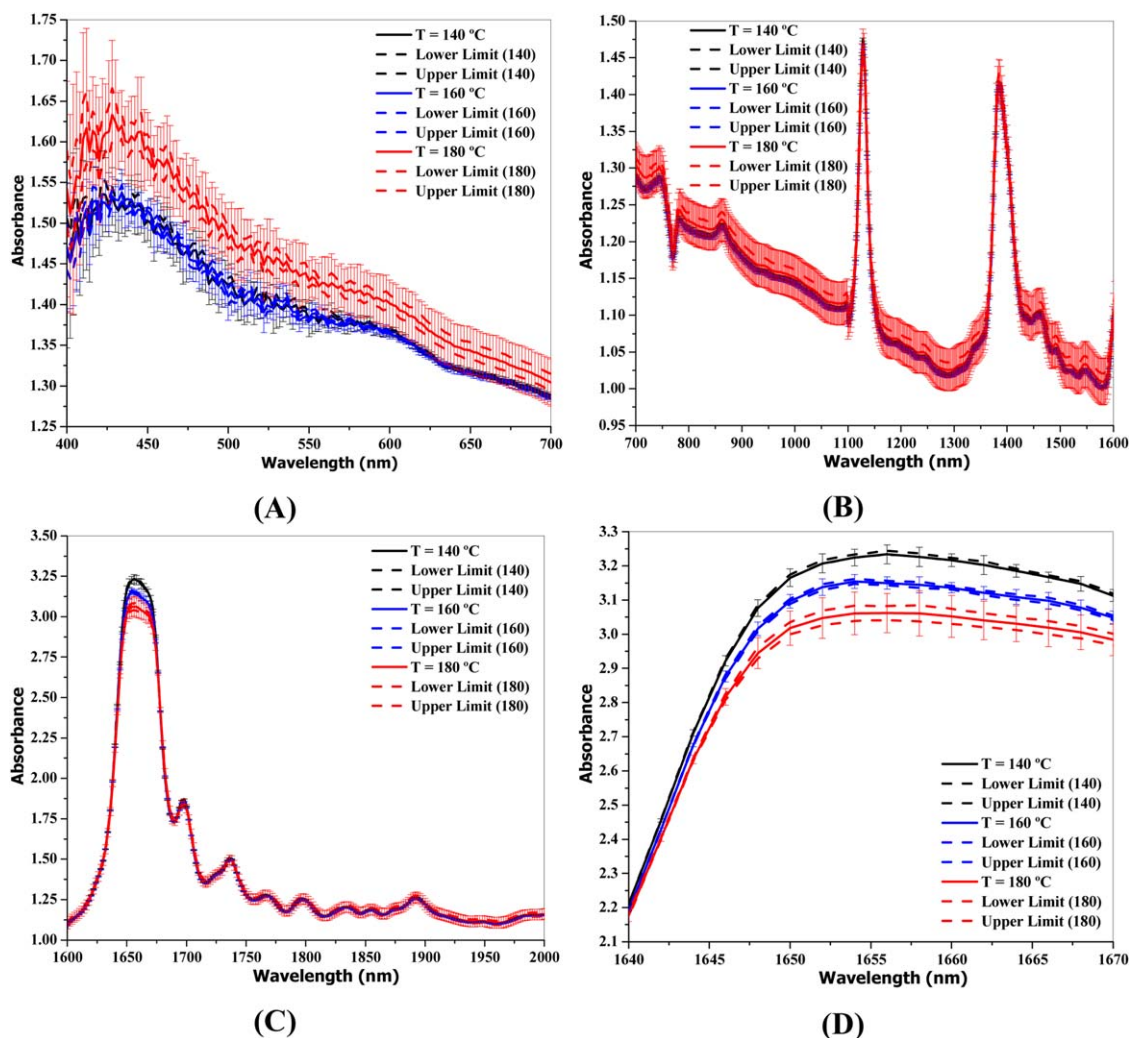 1.75
1.70
1.65
1.60
1.55
1.50
1.45
1.40
1.35
1.30
1.25
Absorbance
T = 140 ºC
Lower Limit (140)
Upper Limit (140)
T = 160 ºC
Lower Limit (160)
Upper Limit (160)
T = 180 ºC
Lower Limit (180)
Upper Limit (180)
400 450 500 550 600 650 700
Wavelength (nm)
(A)
1.50
1.45
1.40
1.35
1.30
1.25
1.20
1.15
1.10
1.05
1.00
0.95
Absorbance
T = 140 ºC
Lower Limit (140)
Upper Limit (140)
T = 160 ºC
Lower Limit (160)
Upper Limit (160)
T = 180 ºC
Lower Limit (180)
Upper Limit (180)
700 800 900 1000 1100 1200 1300 1400 1500 1600
Wavelength (nm)
(B)
3.50
3.25
3.00
2.75
2.50
2.25
2.00
1.75
1.50
1.25
1.00
Absorbance
T = 140 ºC
Lower Limit (140)
Upper Limit (140)
T = 160 ºC
Lower Limit (160)
Upper Limit (160)
T = 180 ºC
Lower Limit (180)
Upper Limit (180)
1600 1650 1700 1750 1800 1850 1900 1950 2000
Wavelength (nm)
(C)
3.3
3.2
3.1
3.0
2.9
2.8
2.7
2.6
2.5
2.4
2.3
2.2
2.1
Absorbance
T = 140 ºC
Lower Limit (140)
Upper Limit (140)
T = 160 ºC
Lower Limit (160)
Upper Limit (160)
T = 180 ºC
Lower Limit (180)
Upper Limit (180)
1640 1645 1650 1655 1660 1665 1670
Wavelength (nm)
(D)